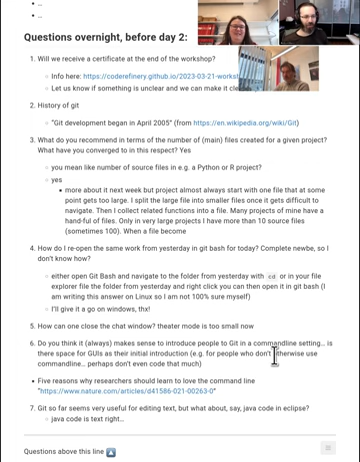 ...
...
Questions overnight, before day 2:
1. Will we receive a certificate at the end of the workshop?
Info here: https://coderefinery.github.io/2023-03-21-worksh
Let us know if something is unclear and we can make it cle
2. History of git
"Git development began in April 2005" (from https://en.wikipedia.org/wiki/Git)
3. What do you recommend in terms of the number of (main) files created for a given project?
What have you converged to in this respect? Yes
you mean like number of source files in e.g. a Python or R project?
yes
more about it next week but project almost always start with one file that at some
point gets too large. I split the large file into smaller files once it gets difficult to
navigate. Then I collect related functions into a file. Many projects of mine have a
hand-ful of files. Only in very large projects I have more than 10 source files
(sometimes 100). When a file become
4. How do I re-open the same work from yesterday in git bash for today? Complete newbe, so I
don't know how?
either open Git Bash and navigate to the folder from yesterday with cd or in your file
explorer file the folder from yesterday and right click you can then open it in git bash (I
am writing this answer on Linux so I am not 100% sure myself)
I'll give it a go on windows, thx!
5. How can one close the chat window? theater mode is too small now
6. Do you think it (always) makes sense to introduce people to Git in a commandline setting... is
there space for GUIs as their initial introduction (e.g. for people who don't otherwise use
commandline... perhaps don't even code that much)
Five reasons why researchers should learn to love the command line
"https://www.nature.com/articles/d41586-021-00263-0"
7. Git so far seems very useful for editing text, but what about, say, java code in eclipse?
java code is text right...
Questions above this line